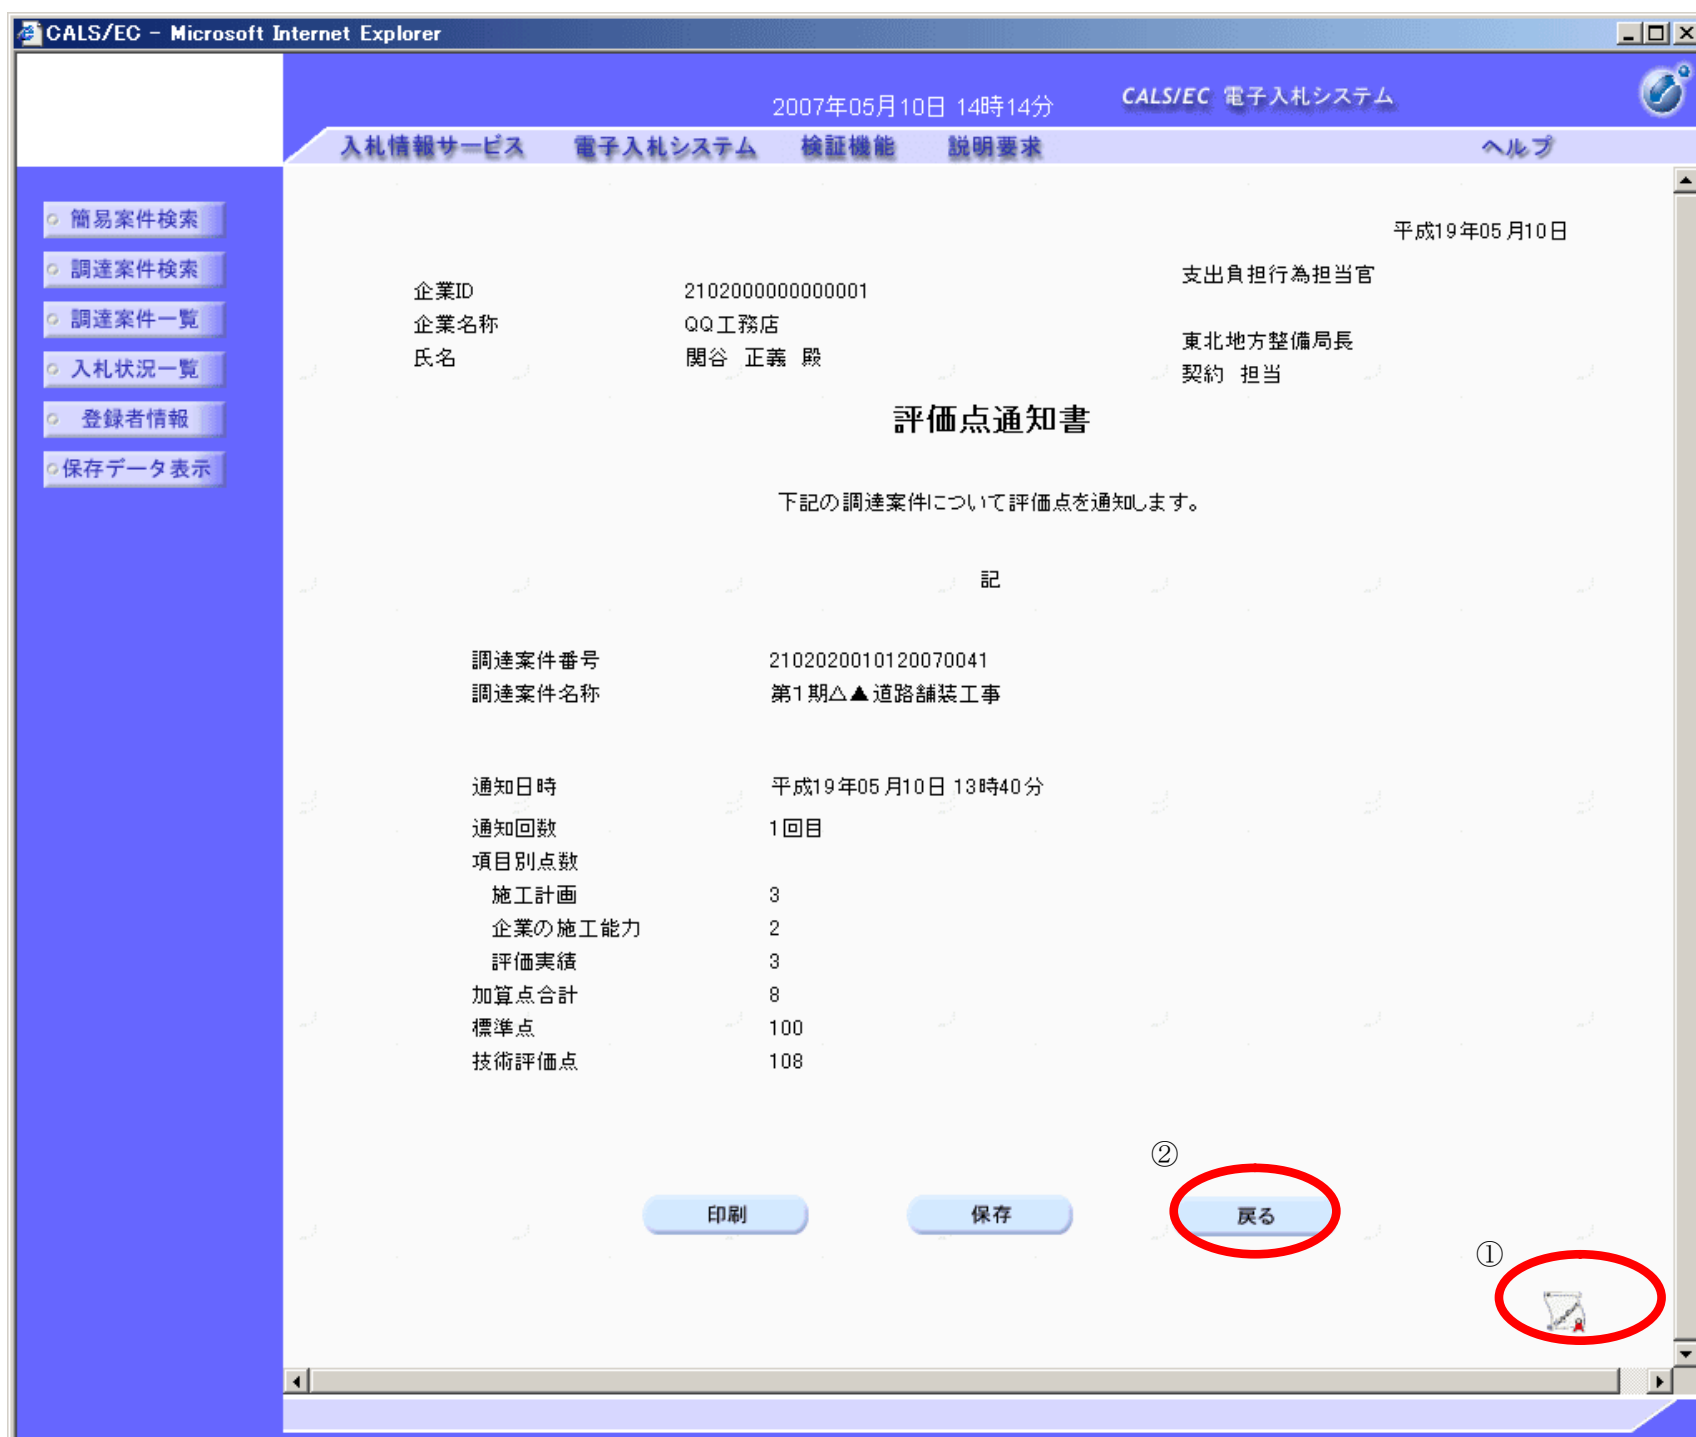 CALS/EC - Microsoft Internet Explorer
2007年05月10日 14時14分
CALS/EC 電子入札システム
入札情報サービス 電子入札システム 検証機能 説明要求 ヘルプ
簡易案件検索
調達案件検索
調達案件一覧
入札状況一覧
登録者情報
保存データ表示
平成19年05月10日
支出負担行為担当官
企業ID 2102000000000001
企業名称 QQ工務店
東北地方整備局長
氏名 関谷 正義 殿
契約 担当
評価点通知書
下記の調達案件について評価点を通知します。
記
調達案件番号 2102020010120070041
調達案件名称 第1期△▲道路舗装工事
通知日時 平成19年05月10日 13時40分
通知回数 1回目
項目別点数
施工計画 3
企業の施工能力 2
評価実績 3
加算点合計 8
標準点 100
技術評価点 108
②
印刷 保存 戻る
①